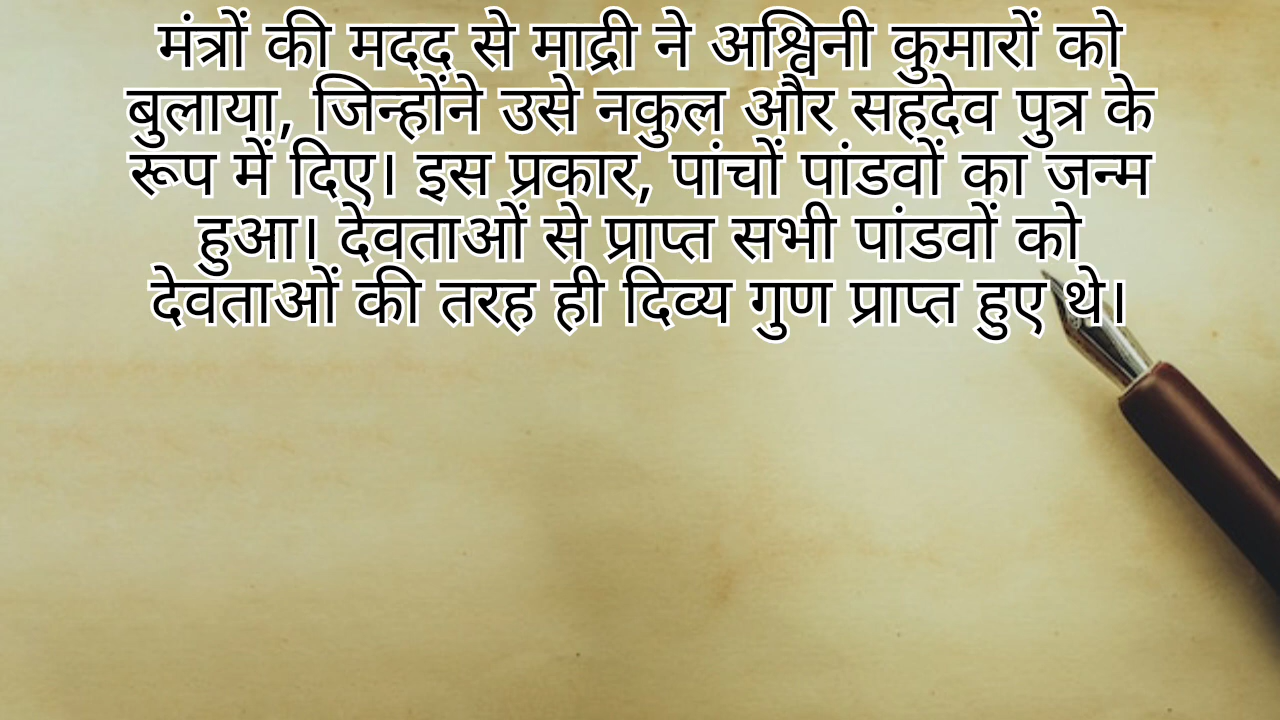 मंत्रों की मदद से माद्री ने अश्विनी कुमारों को
बुलाया, जिन्होंने उसे नकुल और सहदेव पुत्र के
रूप में दिए। इस प्रकार, पांचों पांडवों का जन्म
हुआ। देवताओं से प्राप्त सभी पांडवों को
देवताओं की तरह ही दिव्य गुण प्राप्त हुए थे।